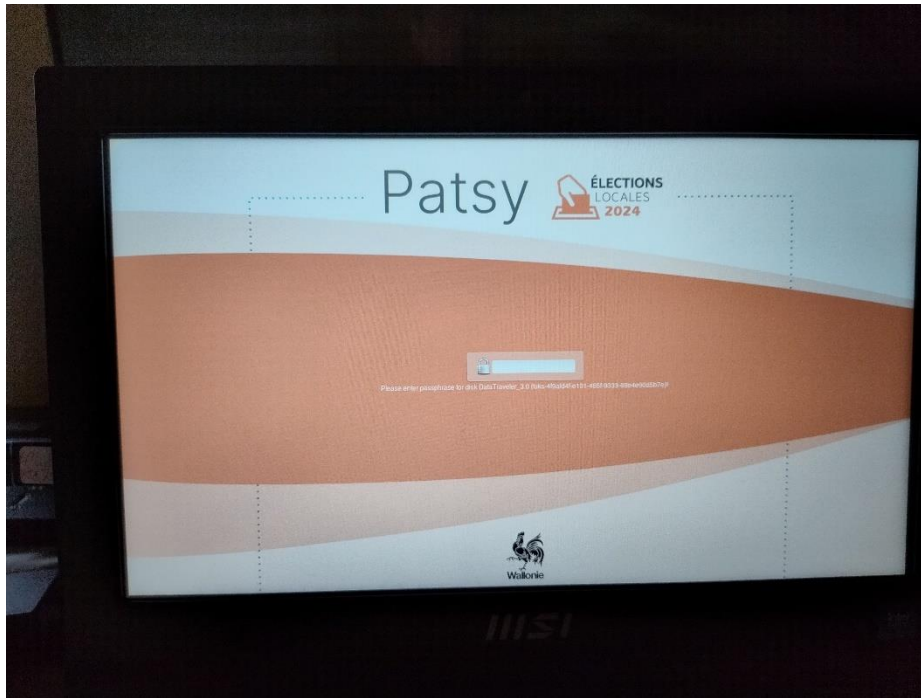 Patsy
ÉLECTIONS
LOCALES
2024
Please enter passphrase for disk DataTraveler_3.0
Wallonie
msi